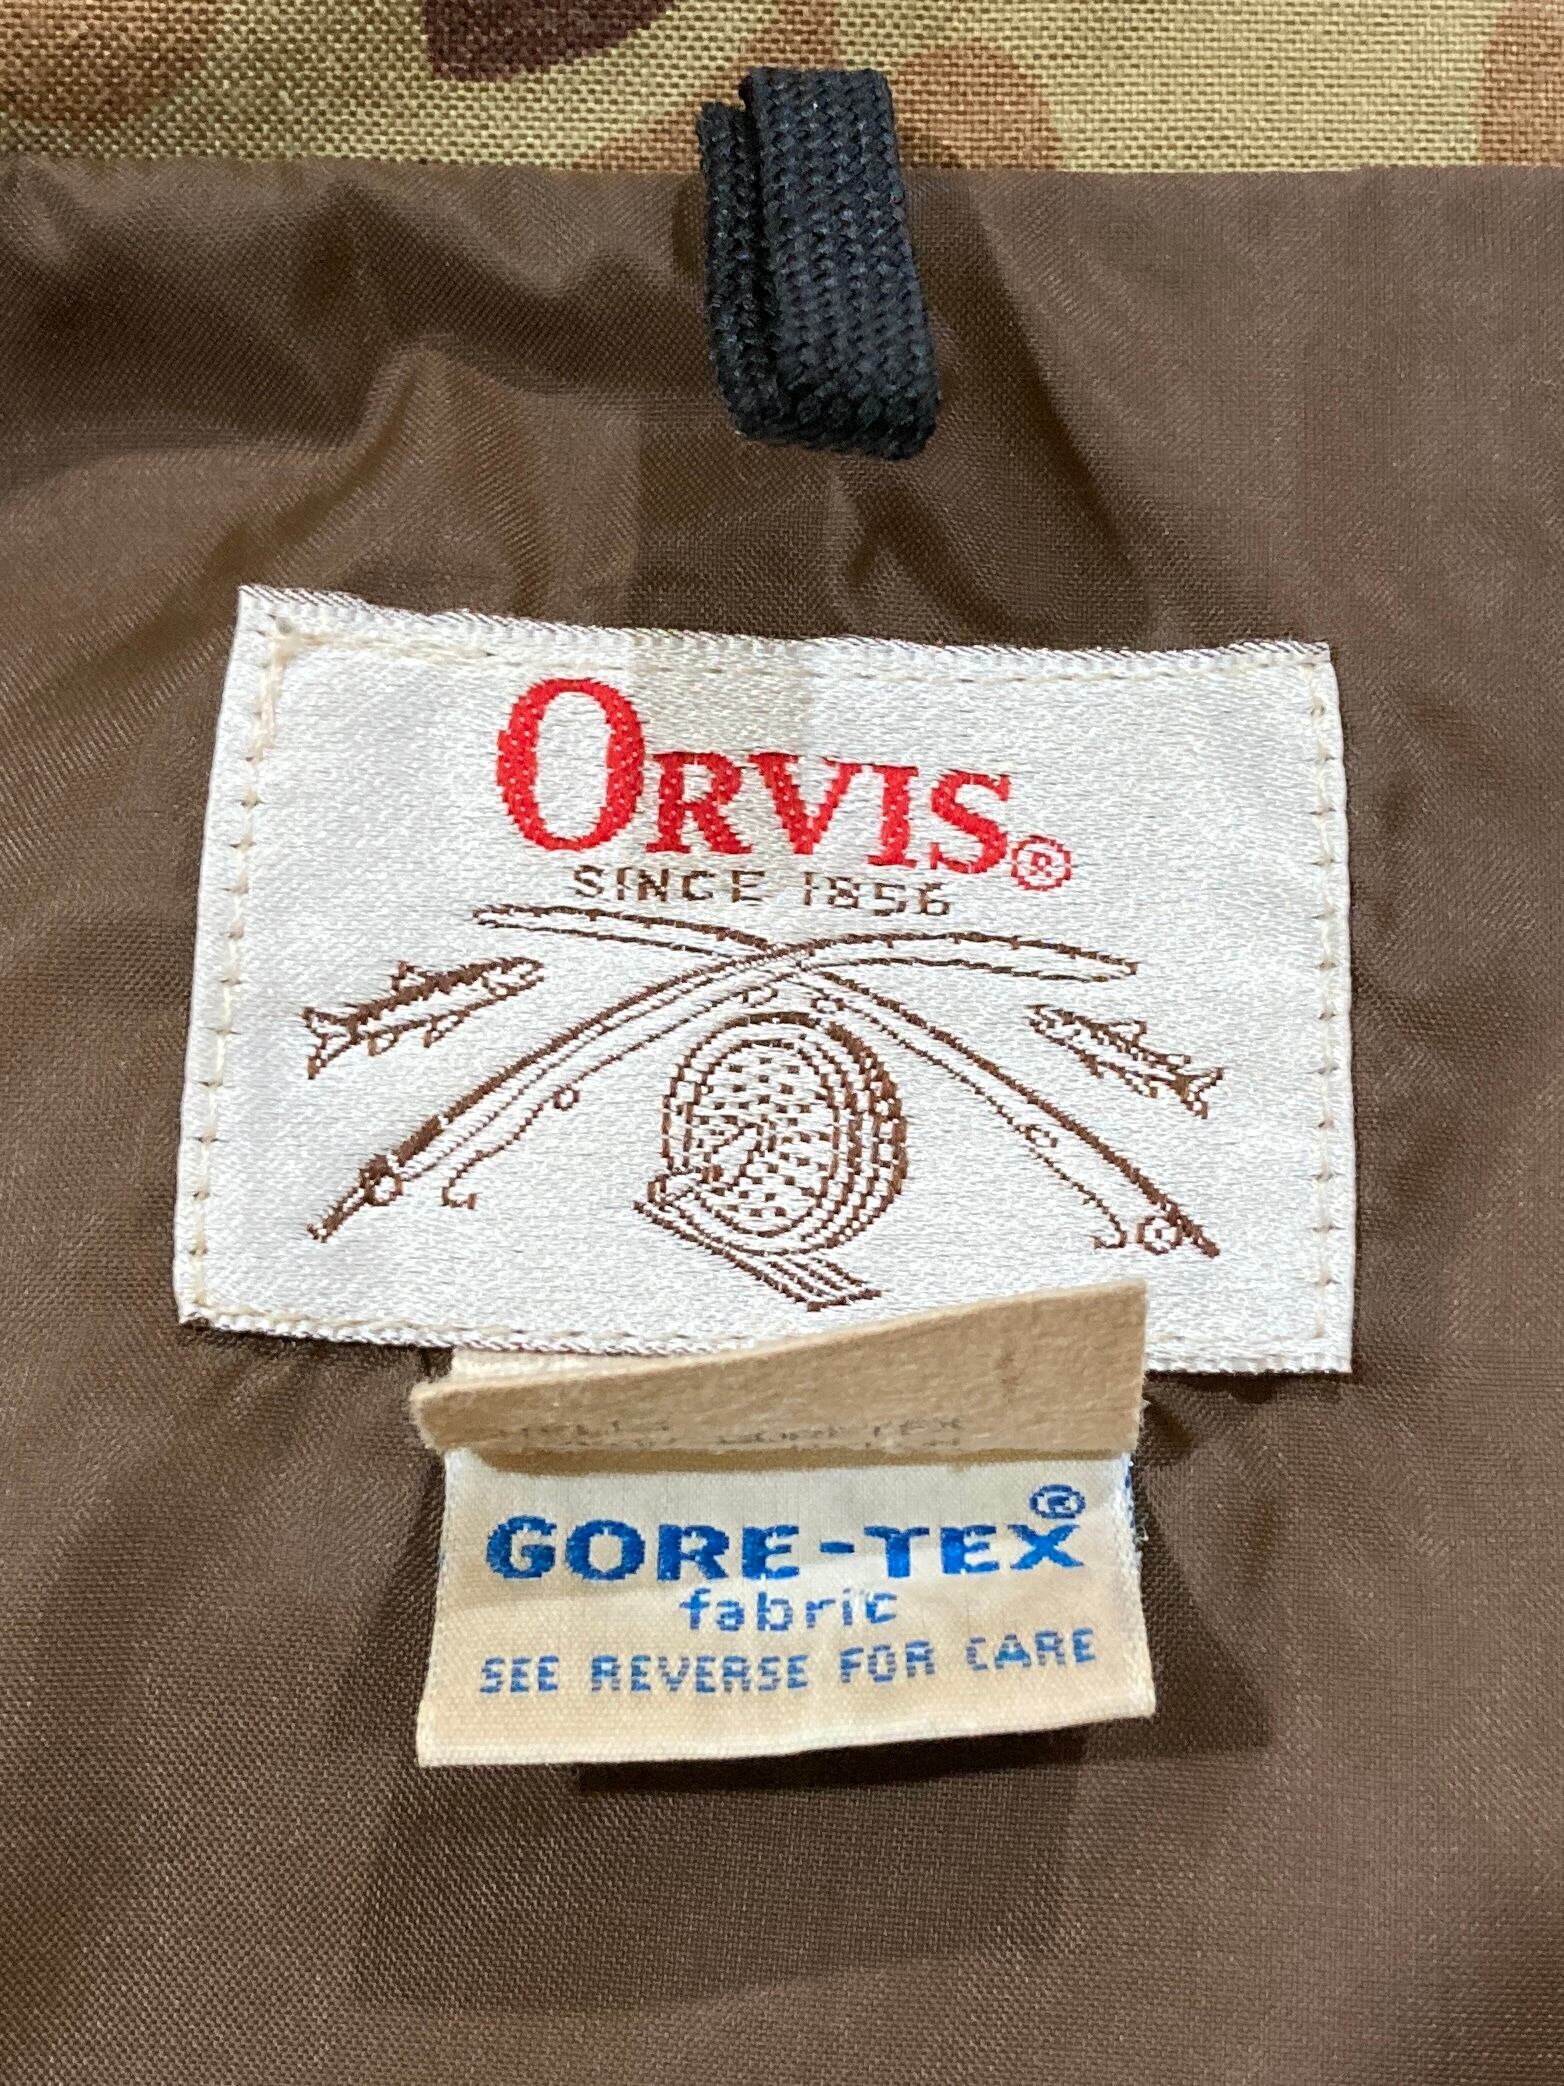 ORVIS®
SINCE 1856
GORE-TEX®
fabric
SEE REVERSE FOR CARE